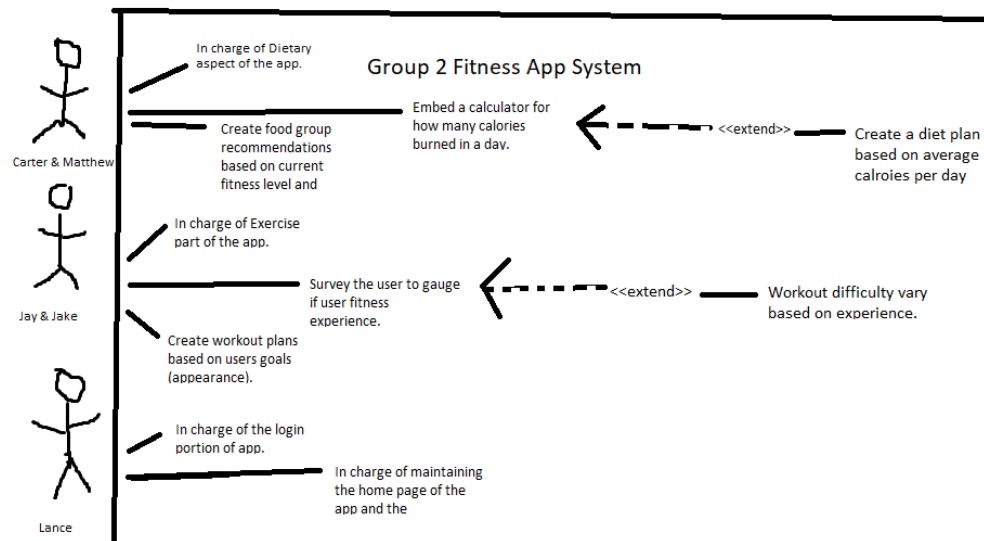 In charge of Dietary
aspect of the app.
Group 2 Fitness App System
Embed a calculator for
how many calories
burned in a day.
<<extend>>
Create a diet plan
based on average
calroies per day
Create food group
recommendations
based on current
fitness level and
Carter & Matthew
In charge of Exercise
part of the app.
Survey the user to gauge
if user fitness
experience.
<<extend>>
Workout difficulty vary
based on experience.
Jay & Jake
Create workout plans
based on users goals
(appearance).
In charge of the login
portion of app.
In charge of maintaining
the home page of the
app and the
Lance